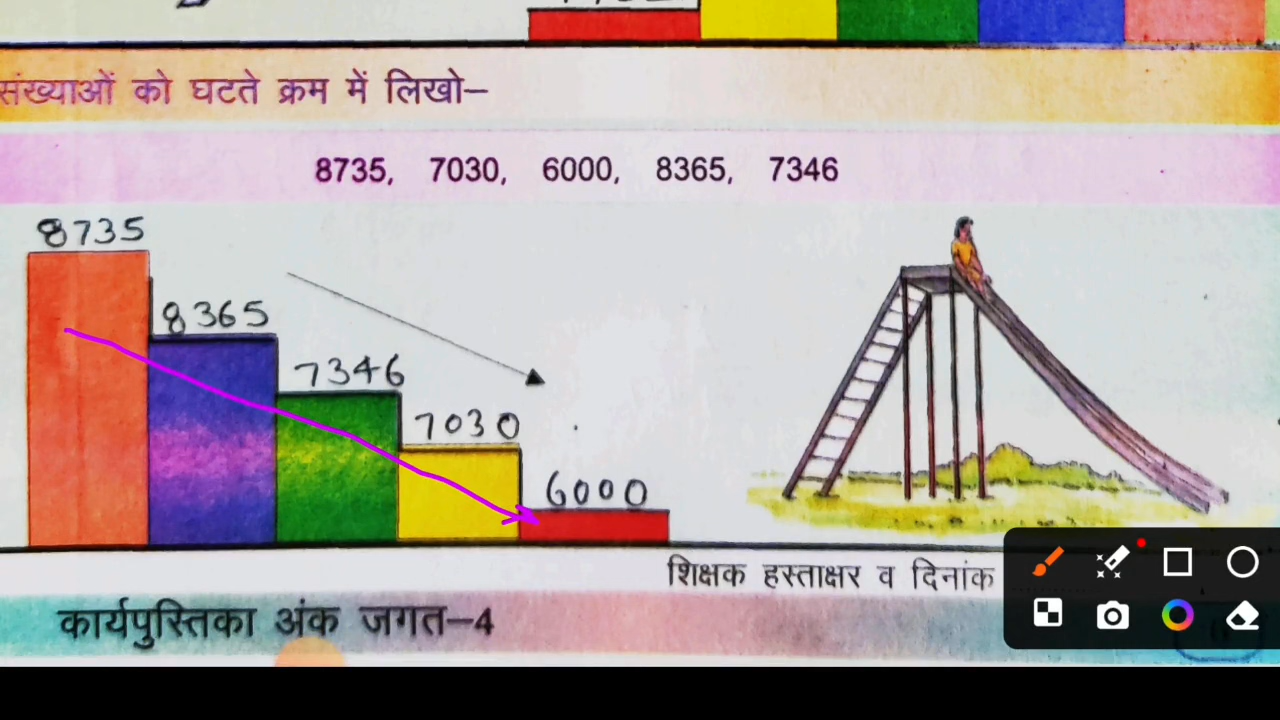 संख्याओं को घटते क्रम में लिखो–
8735, 7030, 6000, 8365, 7346
8735
8365
7346
7030
6000
शिक्षक हस्ताक्षर व दिनांक
कार्यपुस्तिका अंक जगत–4